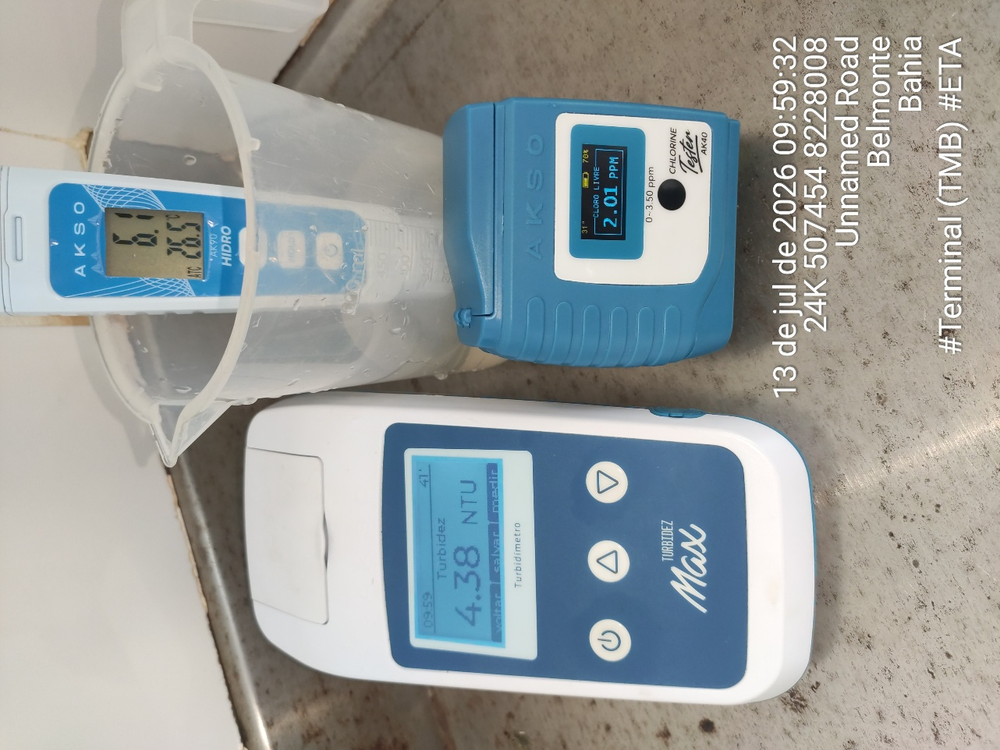 AKSO
6.1
ATC 26.5°C
AK90
HIDRO
AKSO
31° 70%
CLORO LIVRE
2.01 PPM
0-3.50 ppm
CHLORINE
Tester
AK40
09:59 41'
Turbidez
4.38 NTU
voltar salvar medir
Turbidímetro
TURBIDEZ
Max
13 de jul de 2026 09:59:32
24K 507454 8228008
Unnamed Road
Belmonte
Bahia
#Terminal (TMB) #ETA